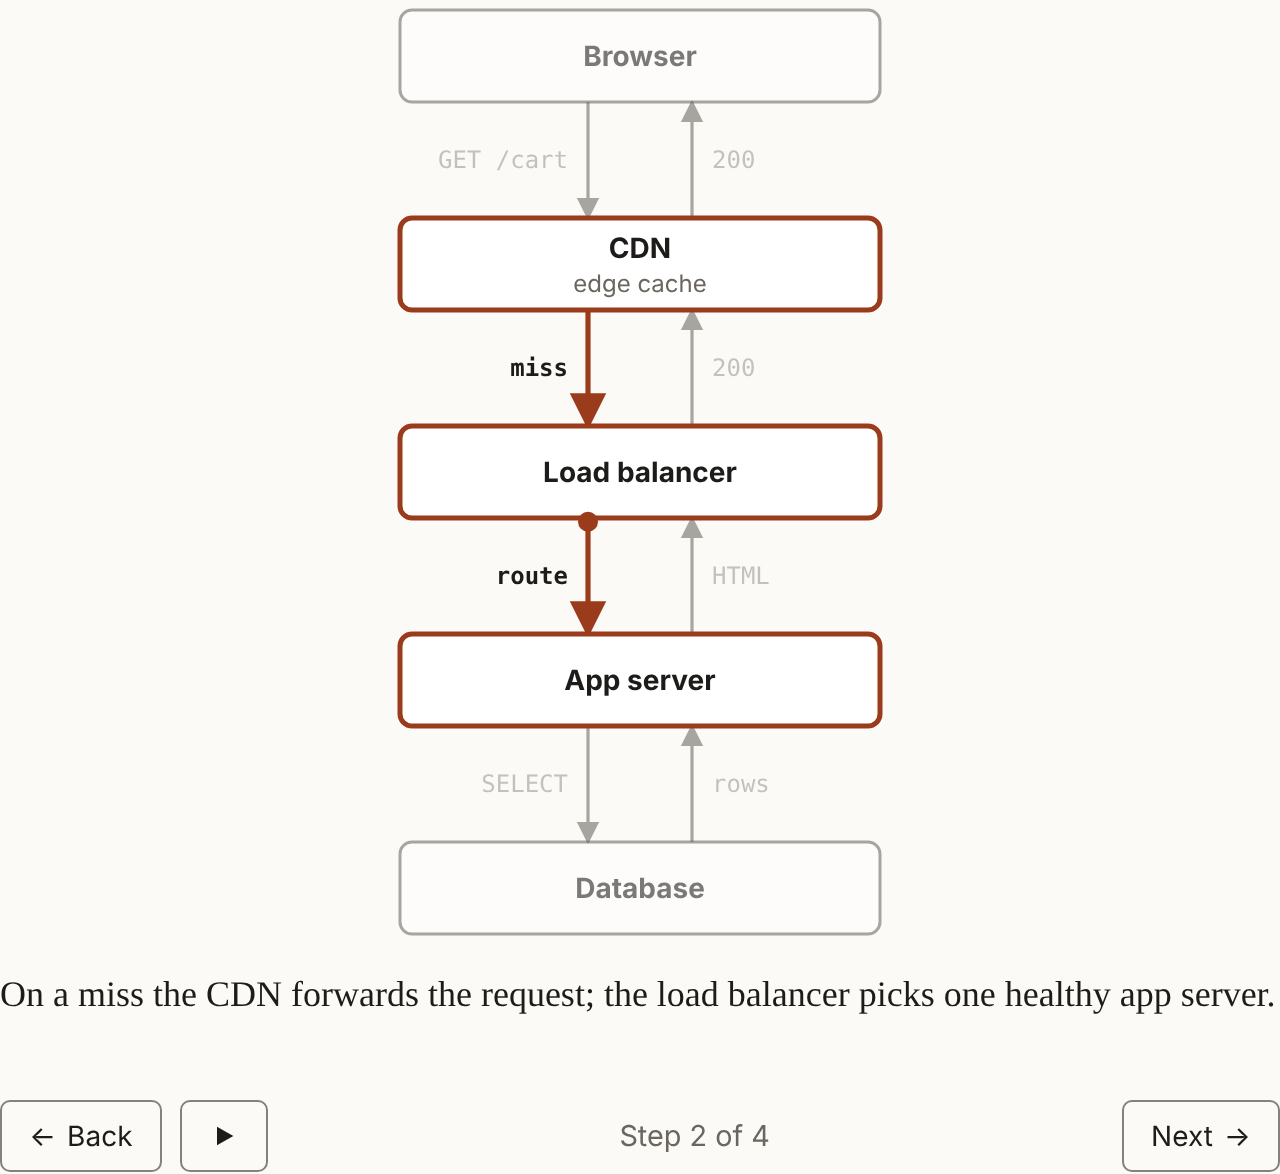 Browser
GET /cart
200
CDN
edge cache
miss
200
Load balancer
route
HTML
App server
SELECT
rows
Database
On a miss the CDN forwards the request; the load balancer picks one healthy app server.
← Back
▶
Step 2 of 4
Next →